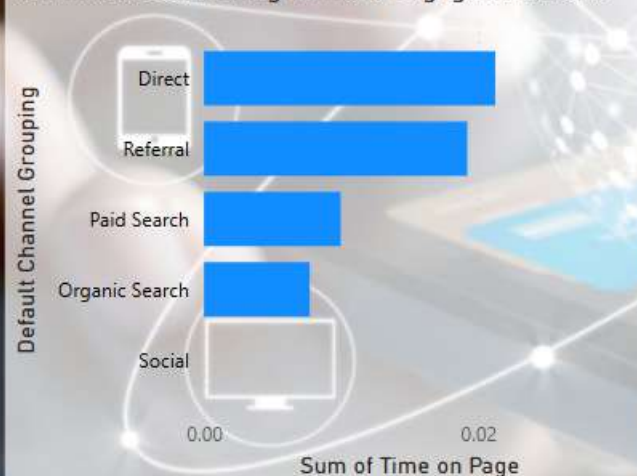 Default Channel Grouping
Direct
Referral
Paid Search
Organic Search
Social
0.00 0.02
Sum of Time on Page